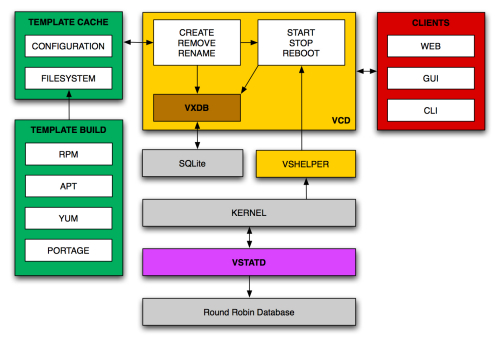 TEMPLATE CACHE
CONFIGURATION
FILESYSTEM
TEMPLATE BUILD
RPM
APT
YUM
PORTAGE
CREATE
REMOVE
RENAME
START
STOP
REBOOT
VXDB
VCD
SQLite
VSHELPER
KERNEL
VSTATD
Round Robin Database
CLIENTS
WEB
GUI
CLI